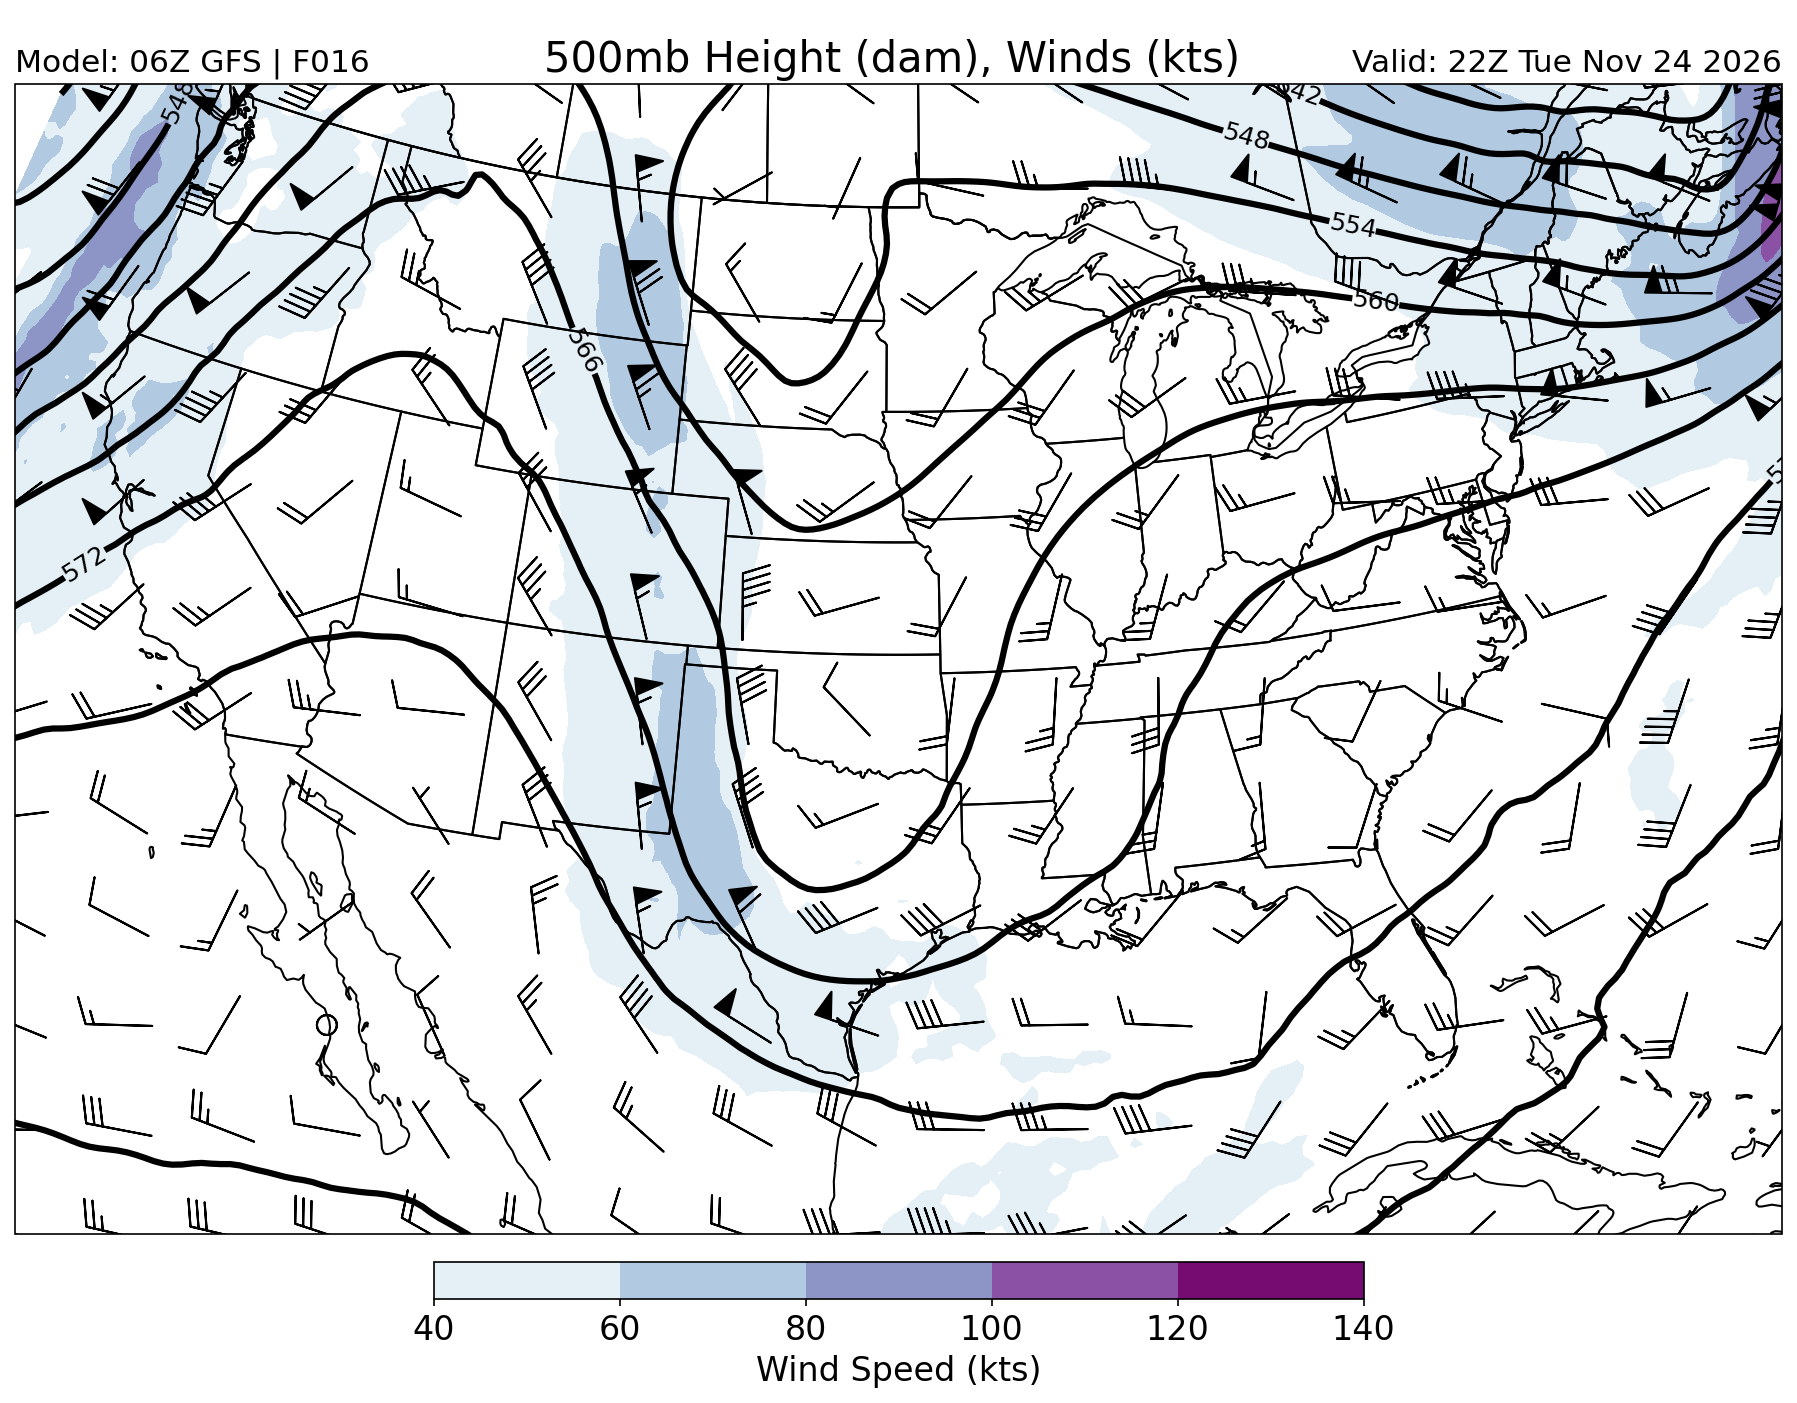 Model: 06Z GFS | F016
500mb Height (dam), Winds (kts)
Valid: 22Z Tue Nov 24 2026
548
542
548
554
560
566
572
40 60 80 100 120 140
Wind Speed (kts)